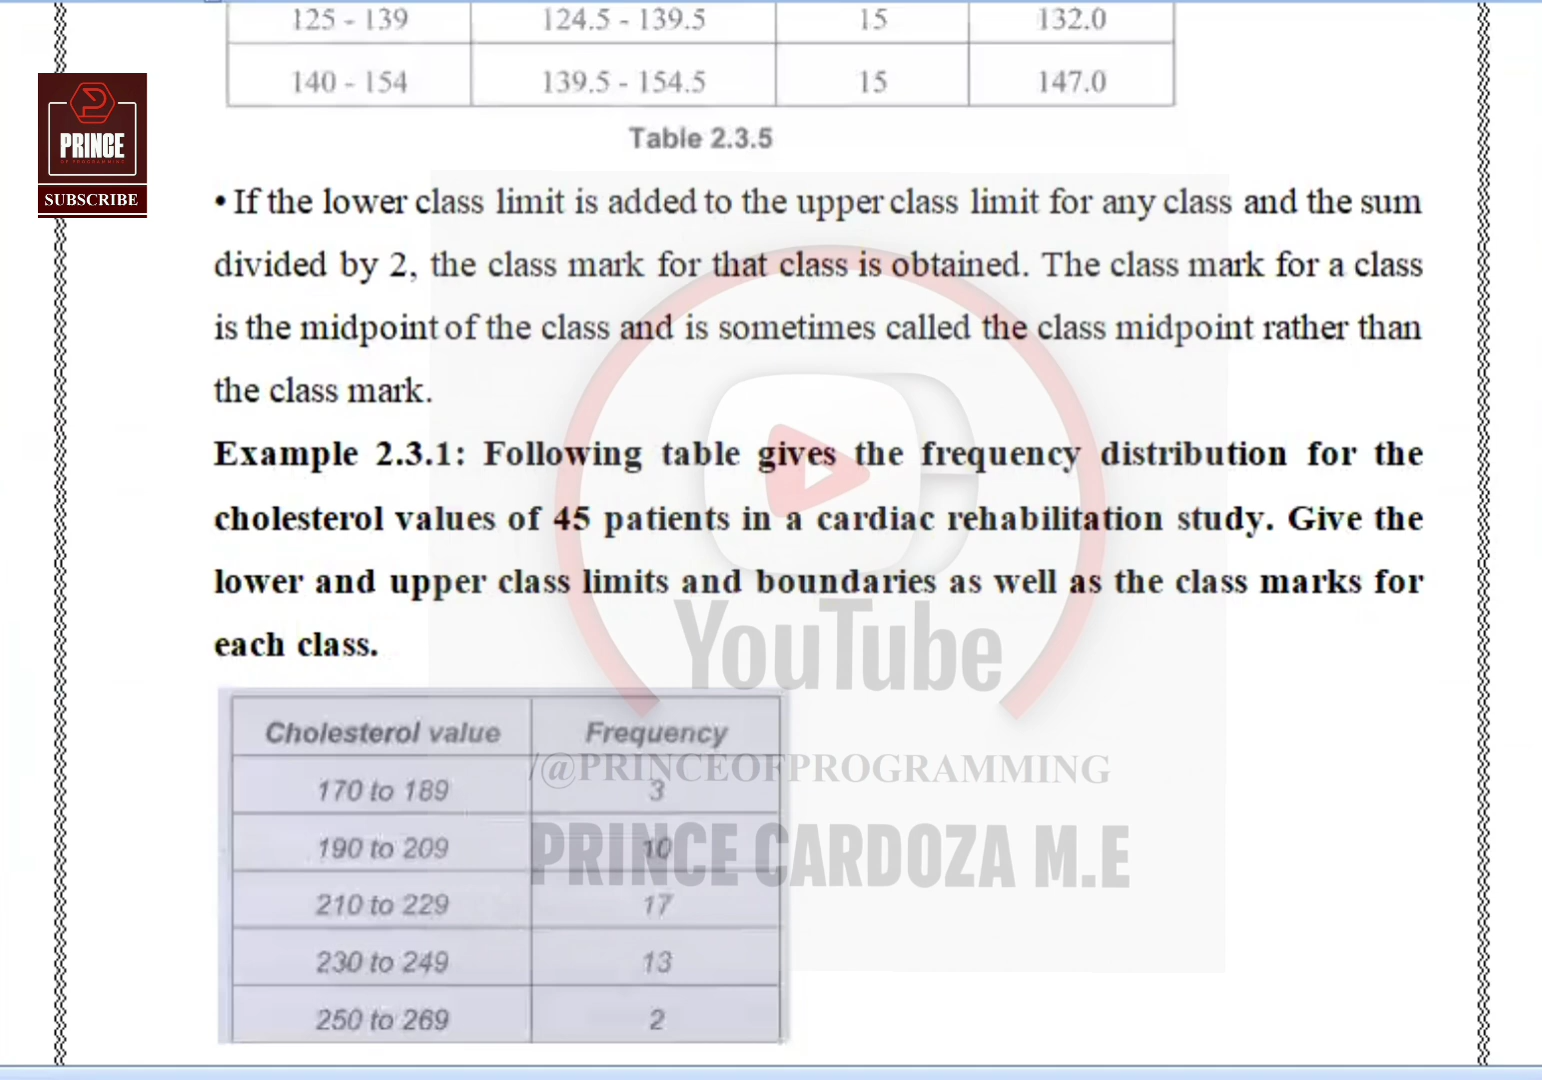 125 - 139 124.5 - 139.5 15 132.0
140 - 154 139.5 - 154.5 15 147.0
Table 2.3.5
PRINCE
OF PROGRAMMING
SUBSCRIBE
• If the lower class limit is added to the upper class limit for any class and the sum
divided by 2, the class mark for that class is obtained. The class mark for a class
is the midpoint of the class and is sometimes called the class midpoint rather than
the class mark.
Example 2.3.1: Following table gives the frequency distribution for the
cholesterol values of 45 patients in a cardiac rehabilitation study. Give the
lower and upper class limits and boundaries as well as the class marks for
each class.
YouTube
/@PRINCEOFPROGRAMMING
PRINCE CARDOZA M.E
Cholesterol value Frequency
170 to 189 3
190 to 209 10
210 to 229 17
230 to 249 13
250 to 269 2